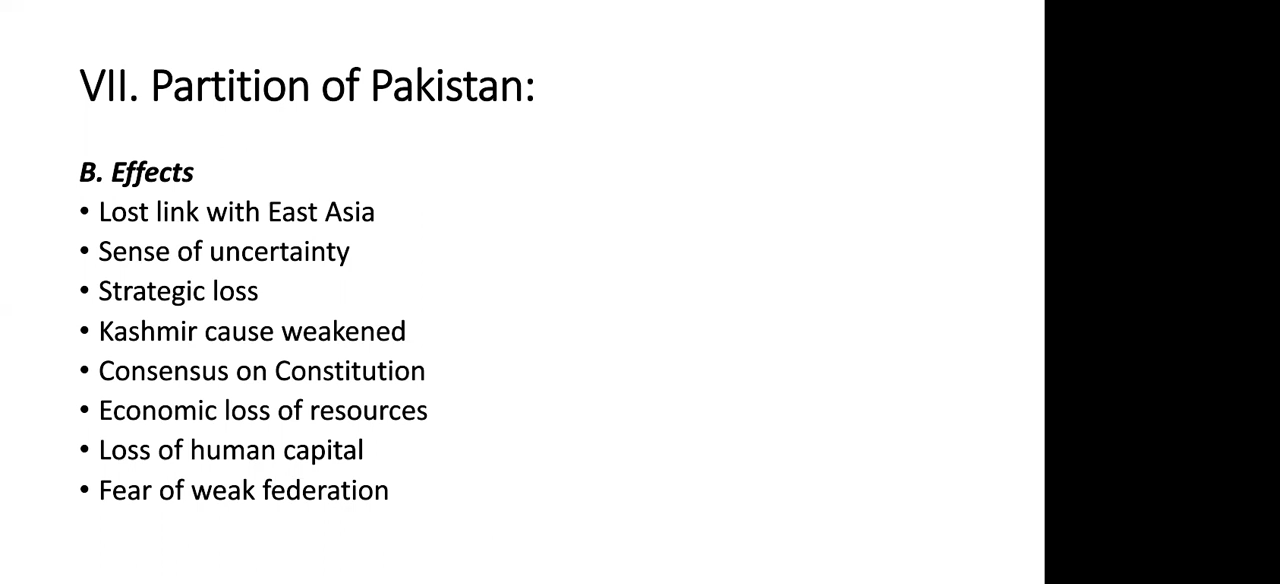 VII. Partition of Pakistan:
B. Effects
• Lost link with East Asia
• Sense of uncertainty
• Strategic loss
• Kashmir cause weakened
• Consensus on Constitution
• Economic loss of resources
• Loss of human capital
• Fear of weak federation